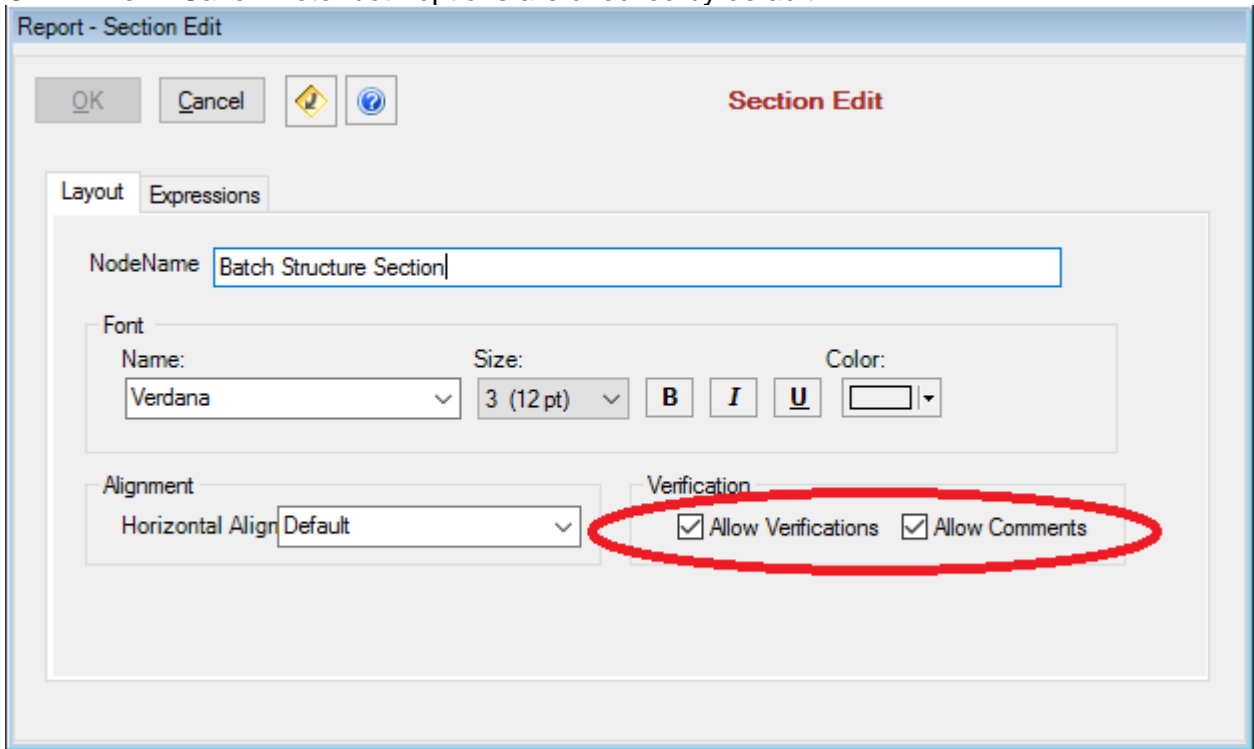 Report - Section Edit
OK Cancel Section Edit
Layout Expressions
NodeName Batch Structure Section
Font
Name: Size: Color:
Verdana 3 (12 pt) B I U
Alignment Verification
Horizontal Align Default Allow Verifications Allow Comments